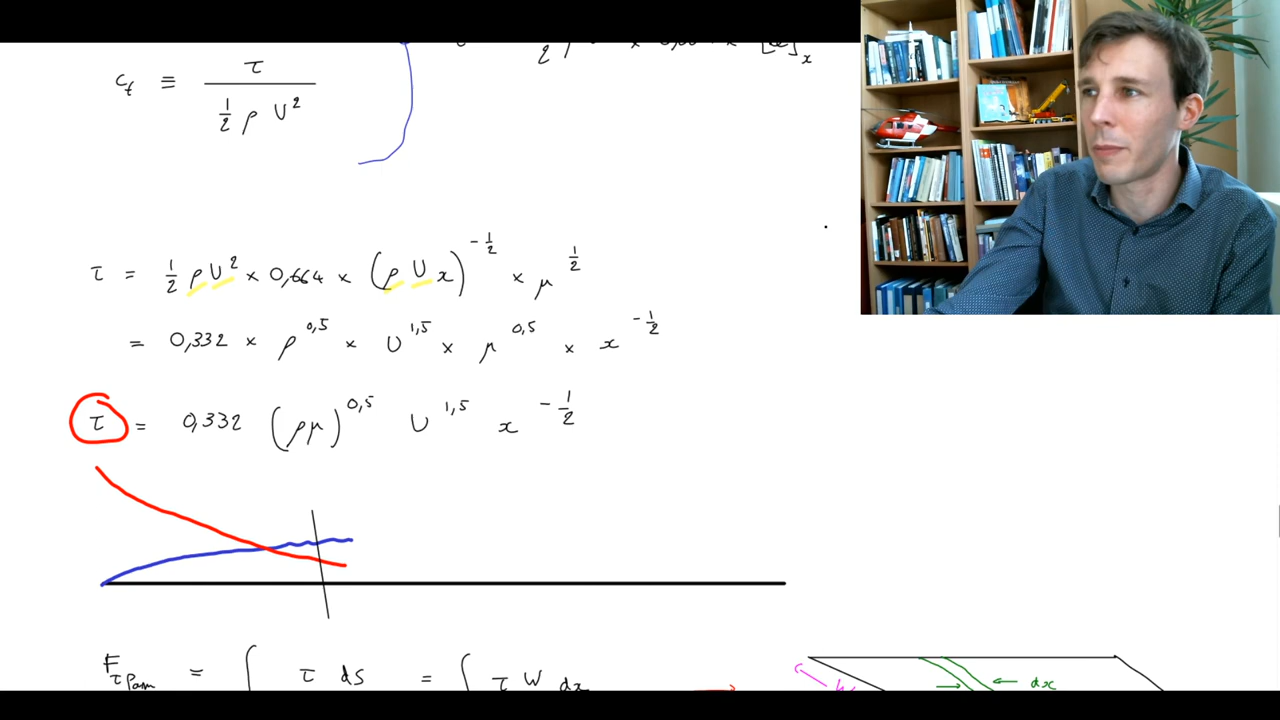 c_f ≡ τ / (½ ρ U²)
τ = ½ ρ U² × 0,664 × (ρ U x)^(-½) × μ^(½)
= 0,332 × ρ^0,5 × U^1,5 × μ^0,5 × x^(-½)
τ = 0,332 (ρμ)^0,5 U^1,5 x^(-½)
F_τ = ∫ τ dS = ∫ τ W dx
W dx